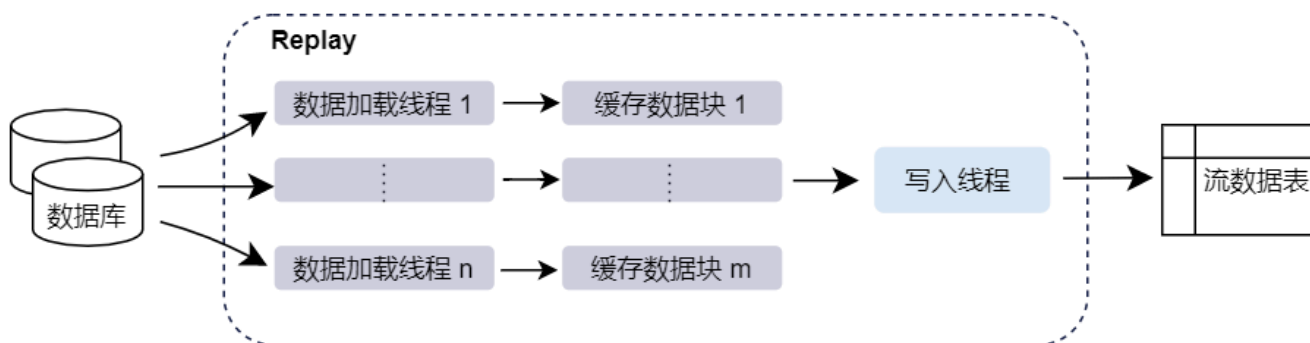 Replay
数据加载线程 1
缓存数据块 1
数据库
写入线程
流数据表
数据加载线程 n
缓存数据块 m